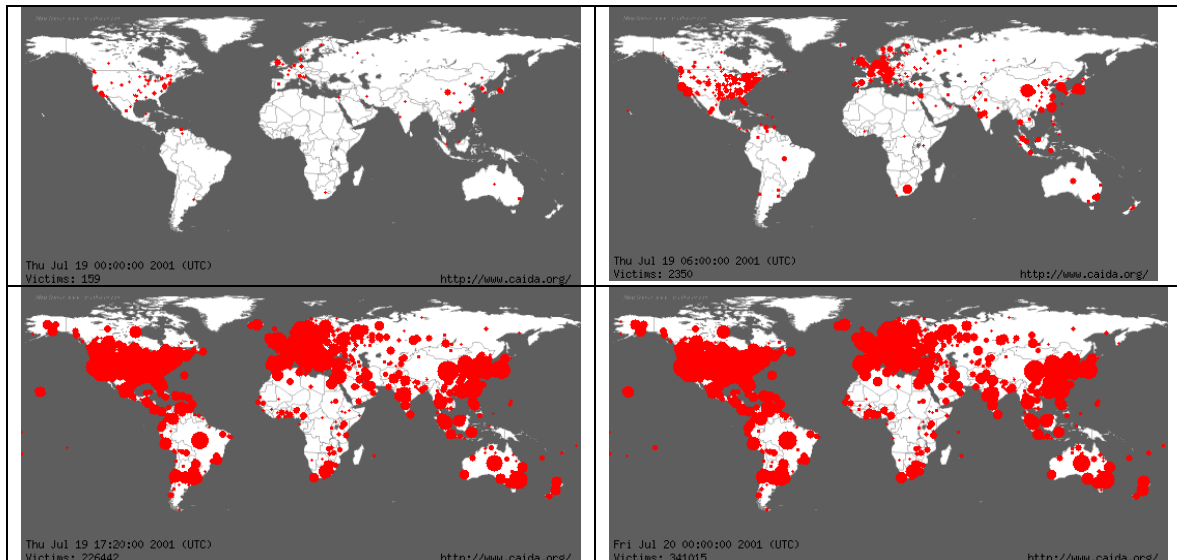 Thu Jul 19 00:00:00 2001 (UTC)
Victims: 159 http://www.caida.org/
Thu Jul 19 06:00:00 2001 (UTC)
Victims: 2350 http://www.caida.org/
Thu Jul 19 17:20:00 2001 (UTC)
Victims: 226442 http://www.caida.org/
Fri Jul 20 00:00:00 2001 (UTC)
Victims: 341015 http://www.caida.org/